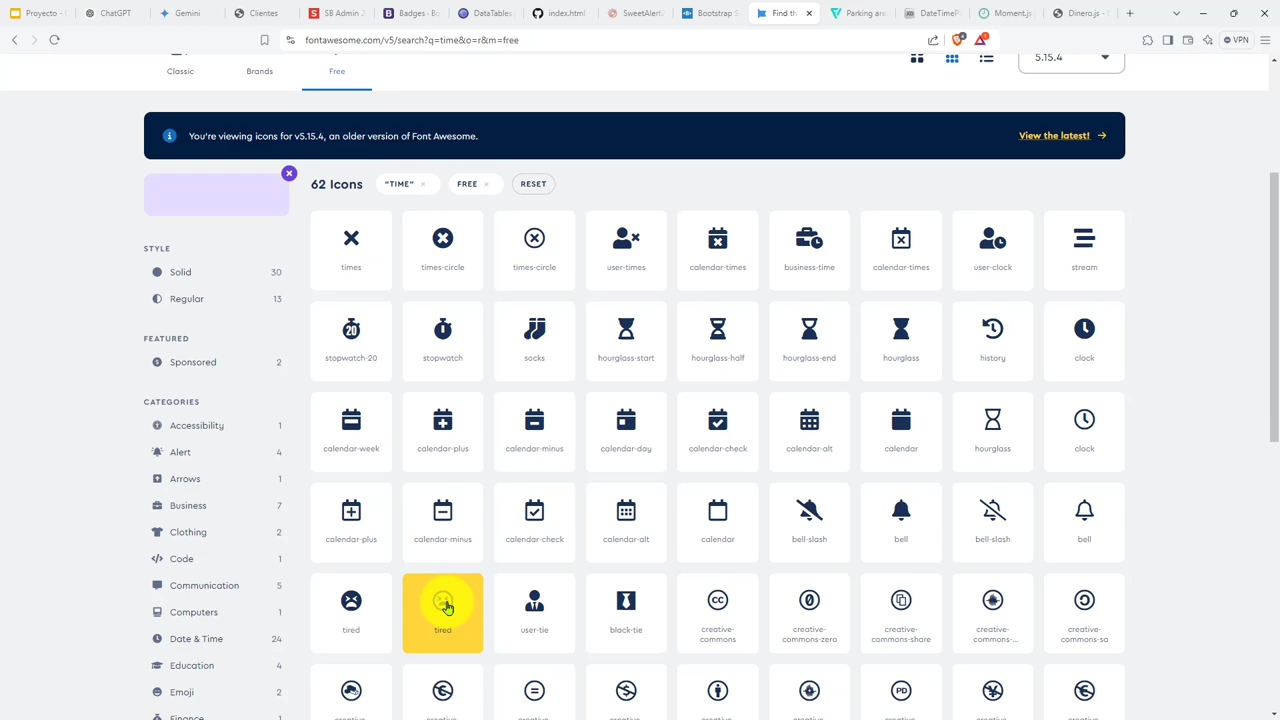 Proyecto
ChatGPT
Gemini
Clientes
SB Admin
Badges - Bo
DataTables
index.html
SweetAlert
Bootstrap S
Find th
Parking are
DateTimeP
Moment.js
Dinero.js -
fontawesome.com/v5/search?q=time&o=r&m=free
4
1
VPN
Classic
Brands
Free
5.15.4
You're viewing icons for v5.15.4, an older version of Font Awesome.
View the latest!
62 Icons
"TIME" ×
FREE ×
RESET
STYLE
Solid 30
Regular 13
FEATURED
Sponsored 2
CATEGORIES
Accessibility 1
Alert 4
Arrows 1
Business 7
Clothing 2
Code 1
Communication 5
Computers 1
Date & Time 24
Education 4
Emoji 2
Finance
times
times-circle
times-circle
user-times
calendar-times
business-time
calendar-times
user-clock
stream
20
stopwatch-20
stopwatch
socks
hourglass-start
hourglass-half
hourglass-end
hourglass
history
clock
calendar-week
calendar-plus
calendar-minus
calendar-day
calendar-check
calendar-alt
calendar
hourglass
clock
calendar-plus
calendar-minus
calendar-check
calendar-alt
calendar
bell-slash
bell
bell-slash
bell
tired
tired
user-tie
black-tie
CC
creative-
commons
0
creative-
commons-zero
creative-
commons-share
creative-
commons-...
creative-
commons-sa
PD